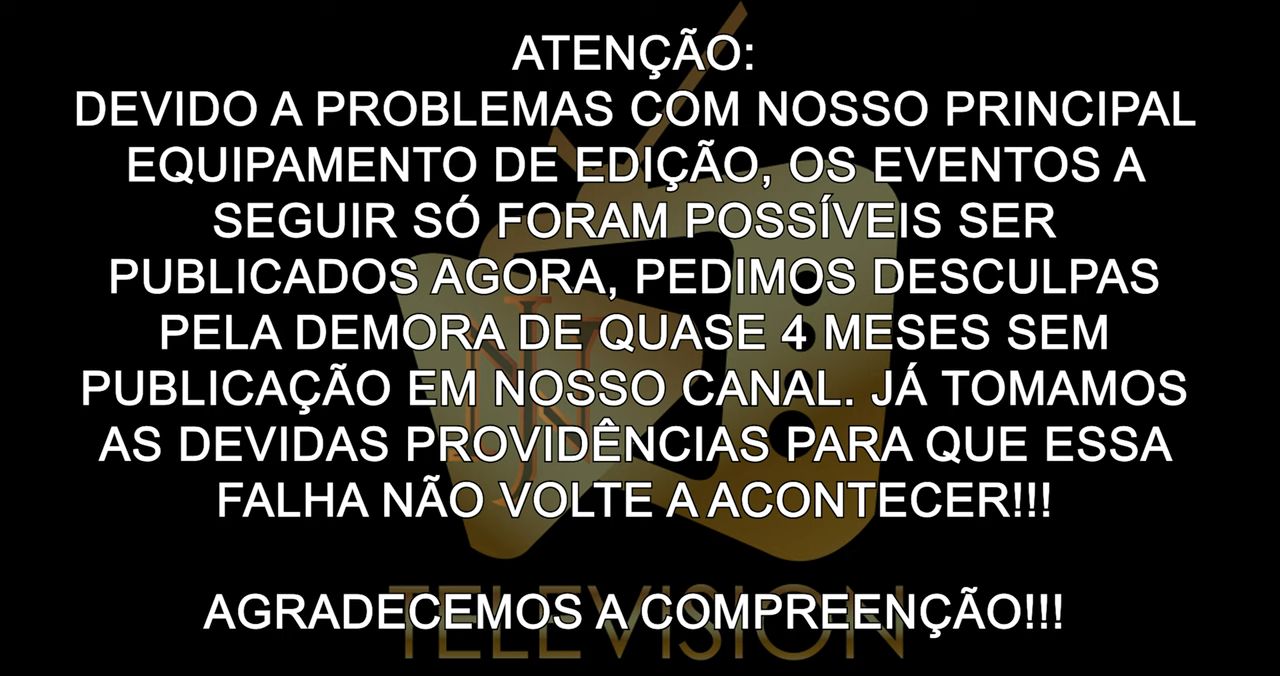 ATENÇÃO:
DEVIDO A PROBLEMAS COM NOSSO PRINCIPAL
EQUIPAMENTO DE EDIÇÃO, OS EVENTOS A
SEGUIR SÓ FORAM POSSÍVEIS SER
PUBLICADOS AGORA, PEDIMOS DESCULPAS
PELA DEMORA DE QUASE 4 MESES SEM
PUBLICAÇÃO EM NOSSO CANAL. JÁ TOMAMOS
AS DEVIDAS PROVIDÊNCIAS PARA QUE ESSA
FALHA NÃO VOLTE A ACONTECER!!!
AGRADECEMOS A COMPREENÇÃO!!!
TELEVISION